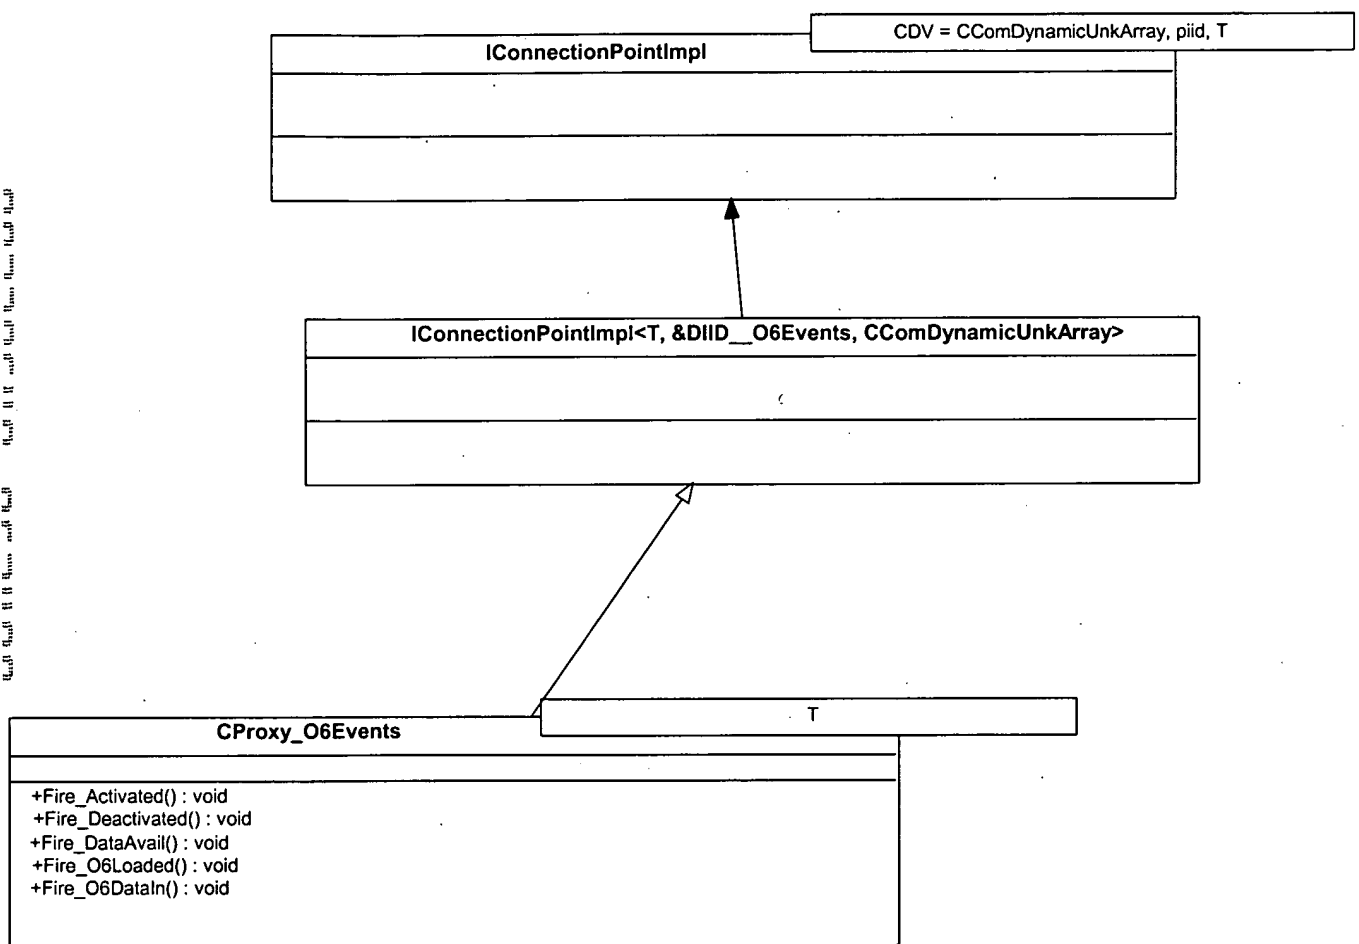 CDV = CComDynamicUnkArray, piid, T
IConnectionPointImpl
IConnectionPointImpl<T, &DIID__O6Events, CComDynamicUnkArray>
T
CProxy_O6Events
+Fire_Activated() : void
+Fire_Deactivated() : void
+Fire_DataAvail() : void
+Fire_O6Loaded() : void
+Fire_O6DataIn() : void